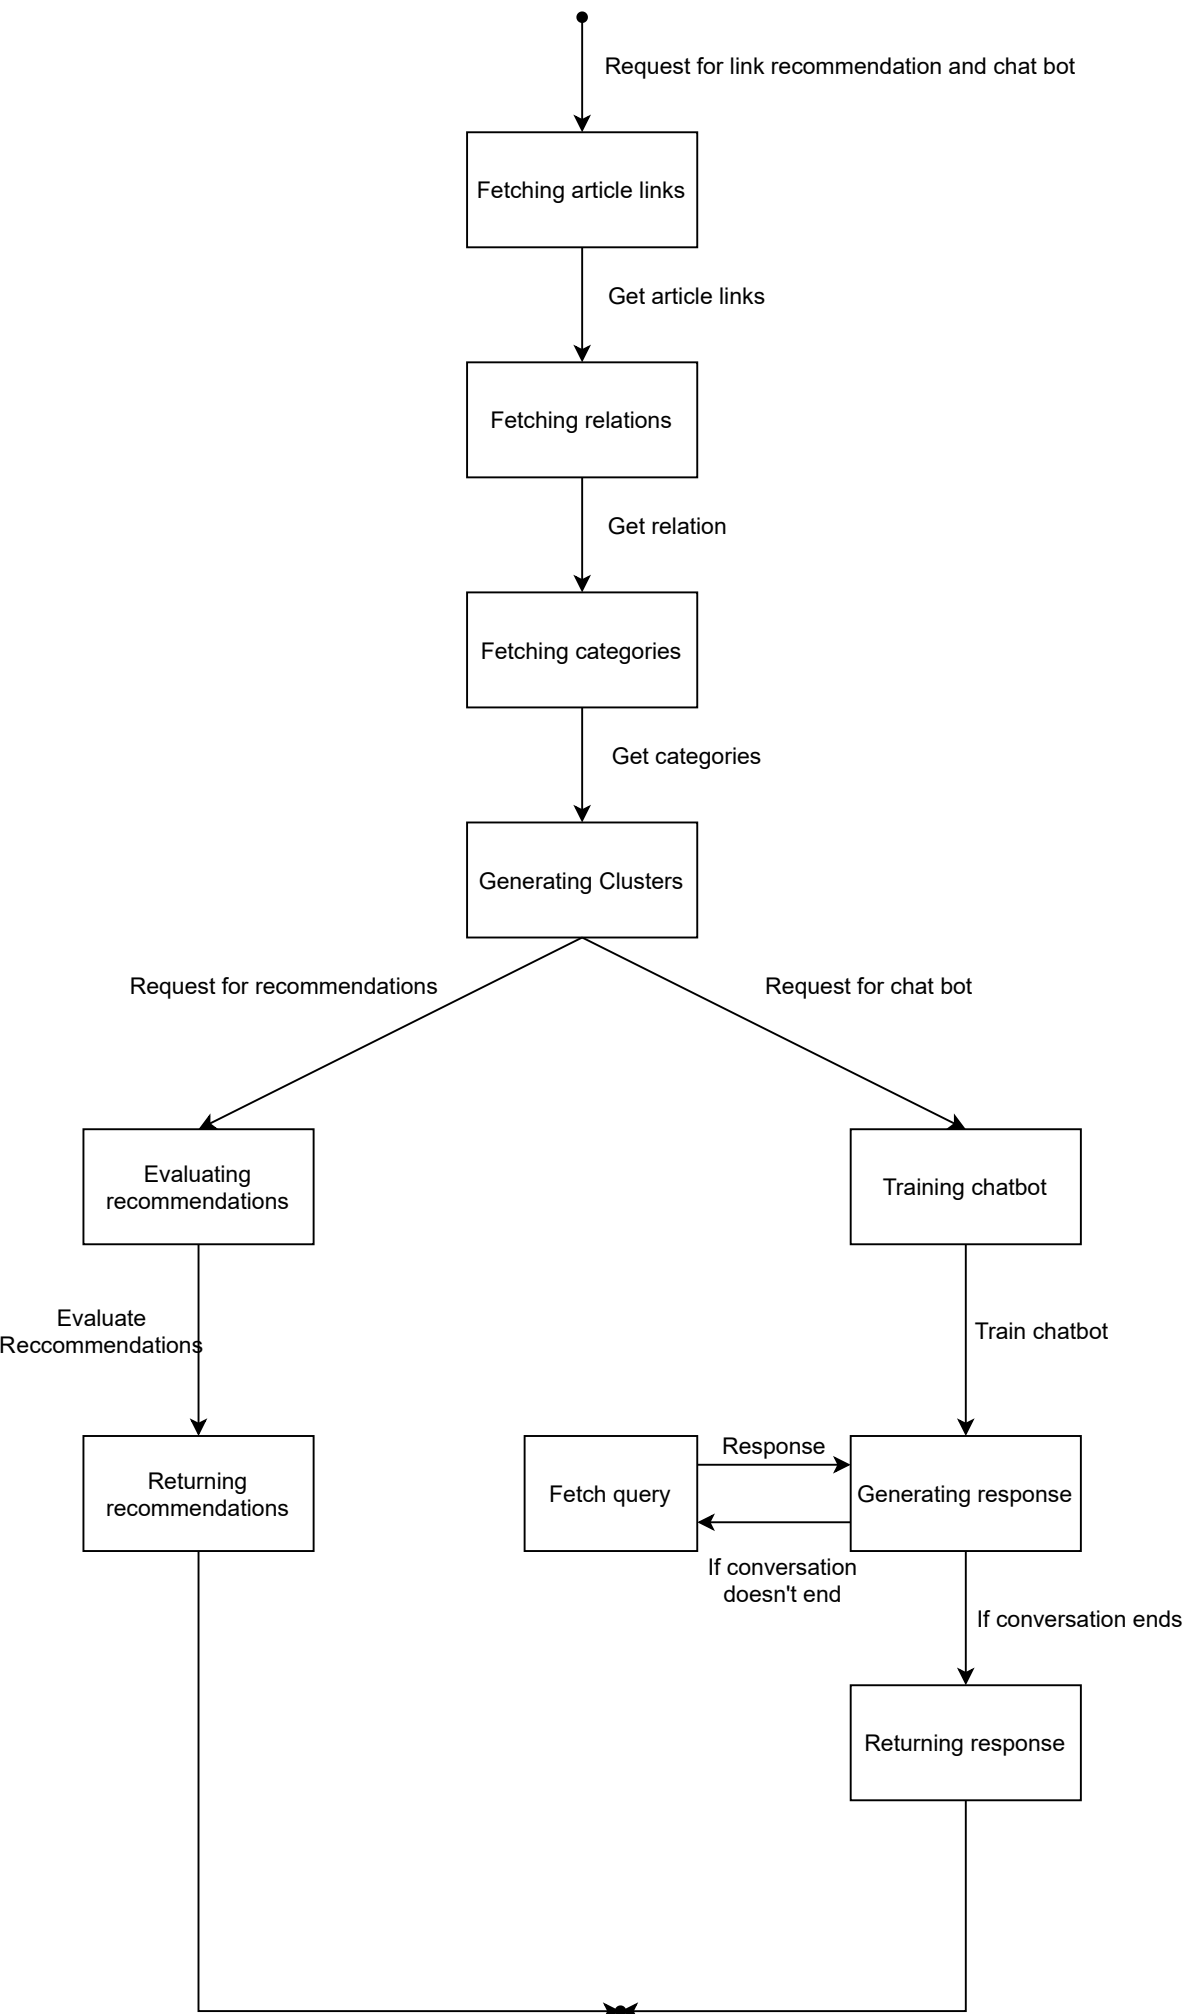 Request for link recommendation and chat bot
Fetching article links
Get article links
Fetching relations
Get relation
Fetching categories
Get categories
Generating Clusters
Request for recommendations
Request for chat bot
Evaluating
recommendations
Training chatbot
Evaluate
Reccommendations
Train chatbot
Returning
recommendations
Fetch query
Response
Generating response
If conversation
doesn't end
If conversation ends
Returning response